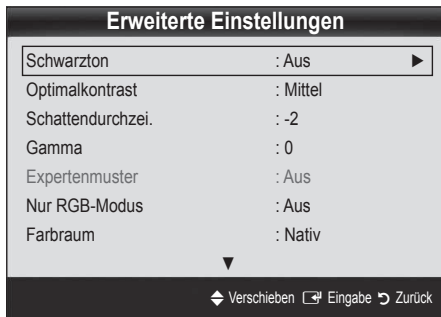 Erweiterte Einstellungen
Schwarzton : Aus ▶
Optimalkontrast : Mittel
Schattendurchzei. : -2
Gamma : 0
Expertenmuster : Aus
Nur RGB-Modus : Aus
Farbraum : Nativ
▼
Verschieben Eingabe Zurück